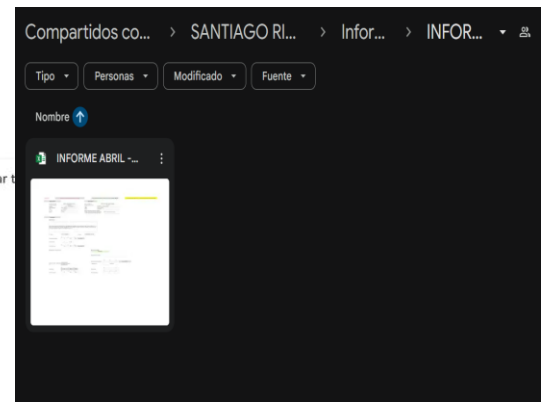 Compartidos co... > SANTIAGO RI... > Infor... > INFOR...
Tipo Personas Modificado Fuente
Nombre
INFORME ABRIL -...
ar t